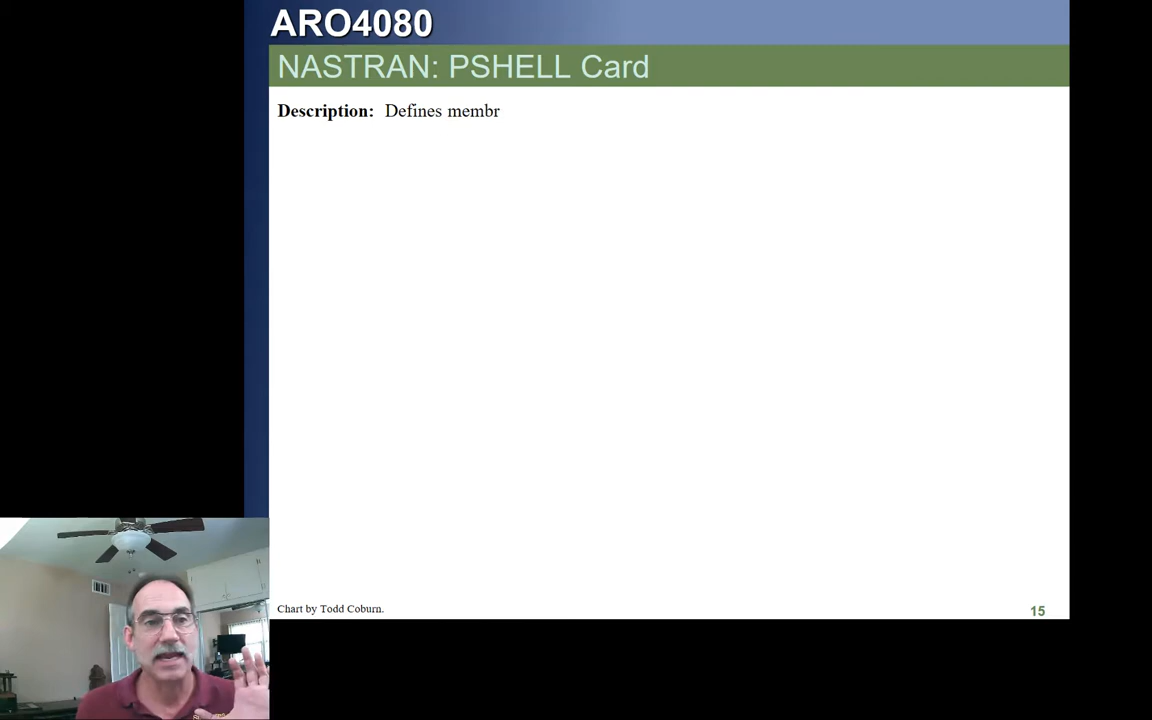 ARO4080
NASTRAN: PSHELL Card
Description: Defines membr
Chart by Todd Coburn.
15